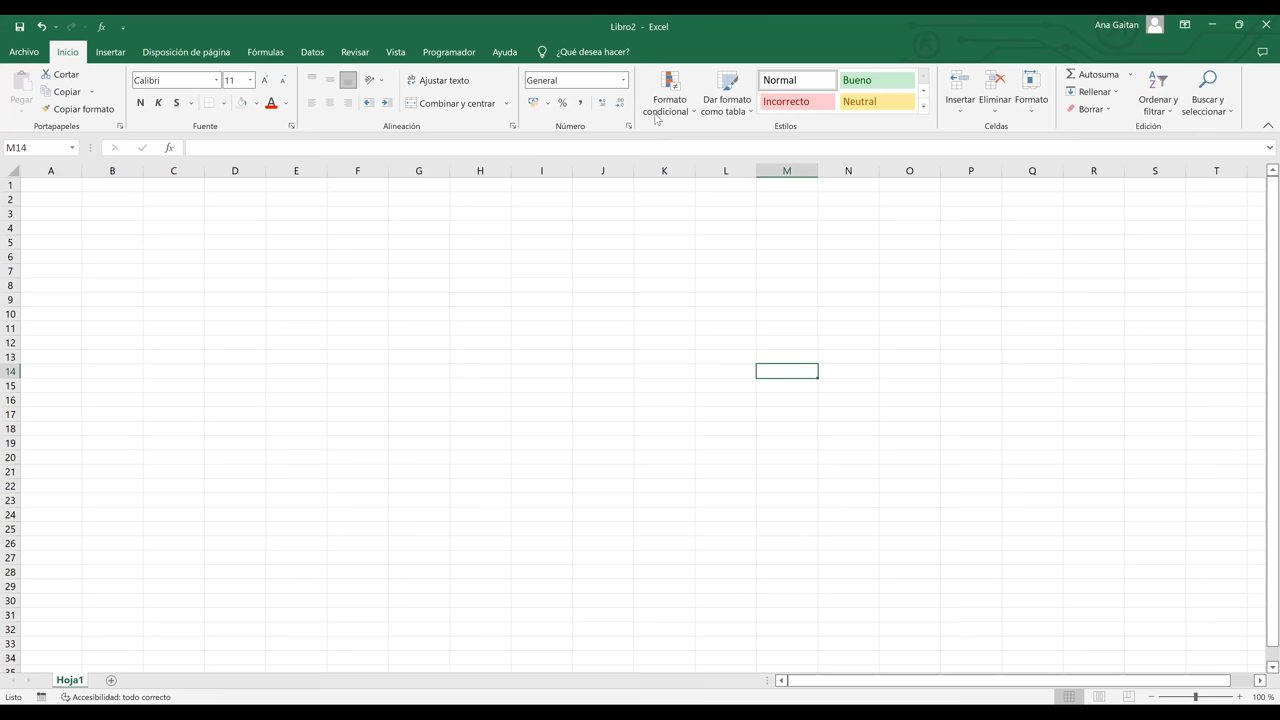 Libro2 - Excel
Ana Gaitan
Archivo Inicio Insertar Disposición de página Fórmulas Datos Revisar Vista Programador Ayuda ¿Qué desea hacer?
Pegar
Cortar
Copiar
Copiar formato
Portapapeles
Calibri 11
N K S
Fuente
Ajustar texto
Combinar y centrar
Alineación
General
%
Número
Formato condicional
Dar formato como tabla
Normal Bueno
Incorrecto Neutral
Estilos
Insertar Eliminar Formato
Celdas
Autosuma
Rellenar
Borrar
Ordenar y filtrar
Buscar y seleccionar
Edición
M14 fx
A B C D E F G H I J K L M N O P Q R S T
1
2
3
4
5
6
7
8
9
10
11
12
13
14
15
16
17
18
19
20
21
22
23
24
25
26
27
28
29
30
31
32
33
34
35
Hoja1
Listo Accesibilidad: todo correcto 100 %